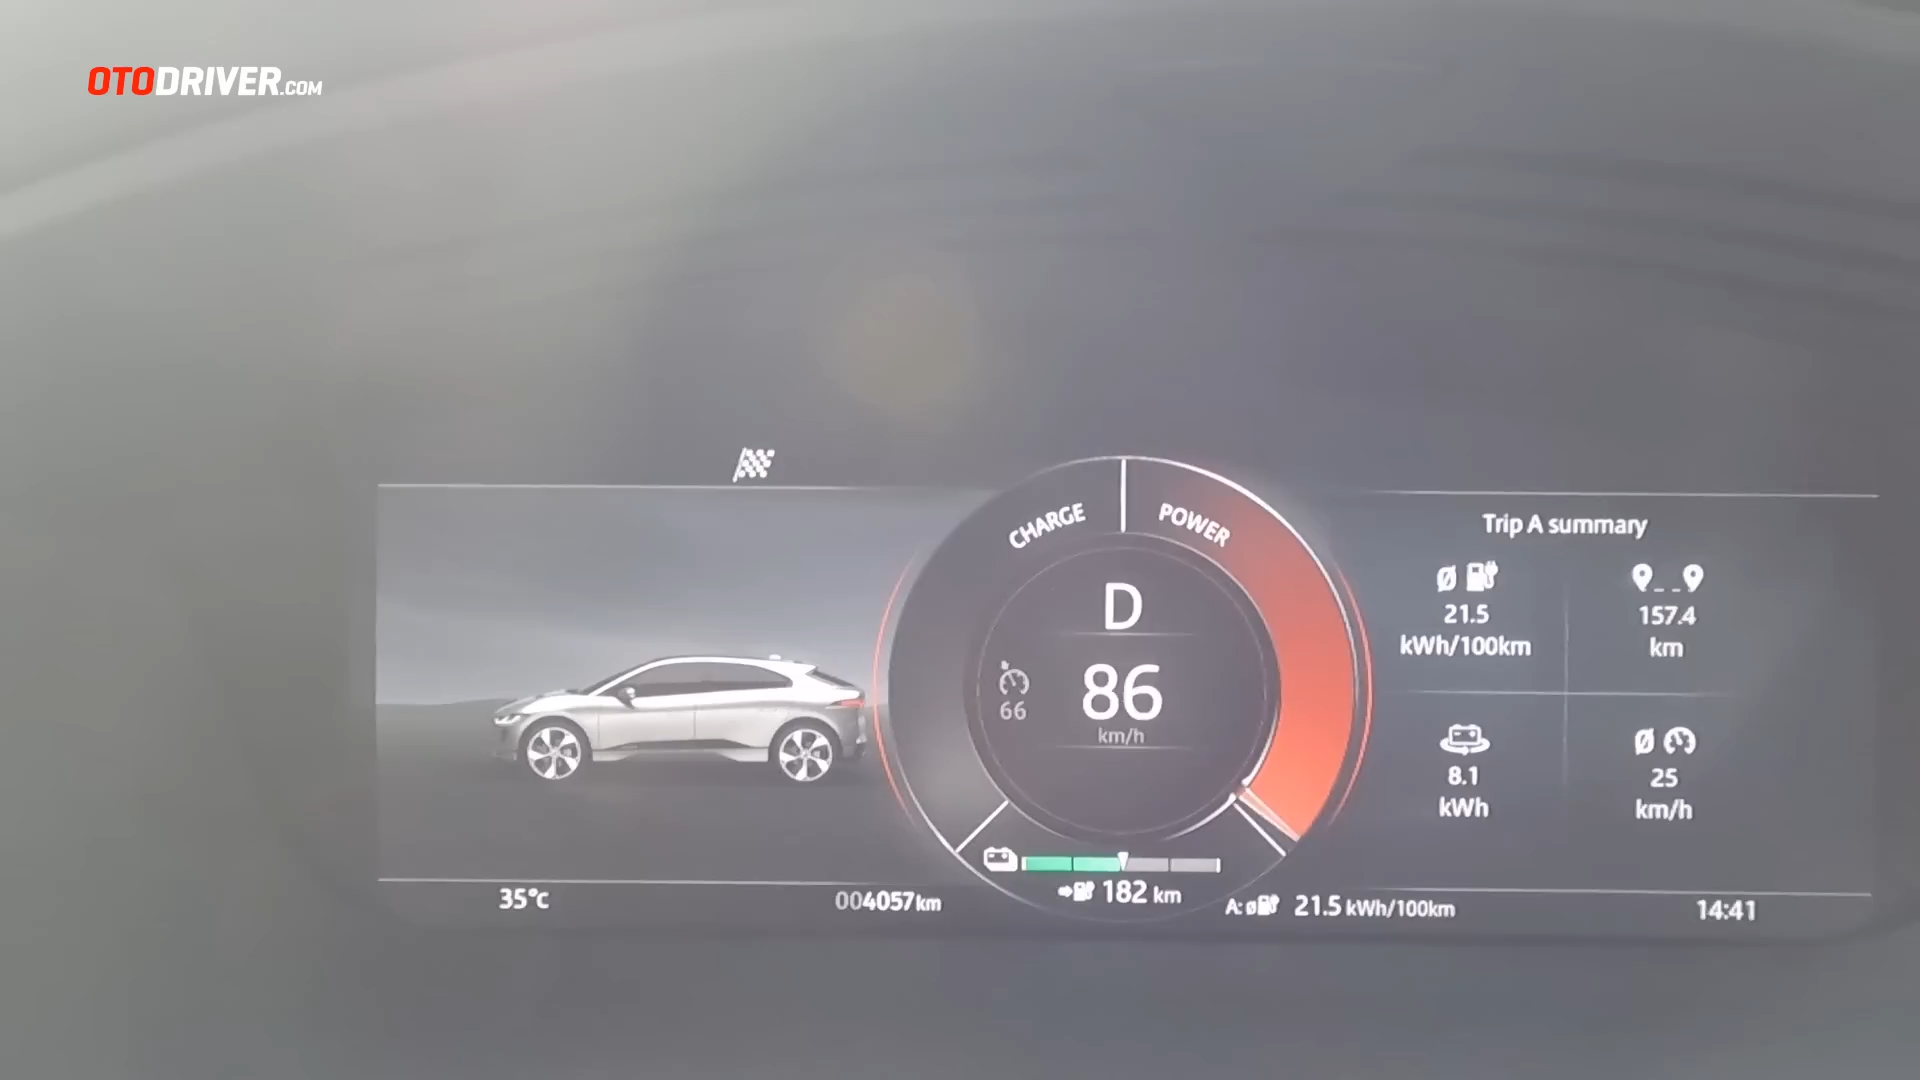 OTODRIVER.COM
CHARGE
POWER
D
86
km/h
66
Trip A summary
Ø
21.5
kWh/100km
157.4
km
8.1
kWh
Ø
25
km/h
35°C
004057km
182 km
A: Ø 21.5 kWh/100km
14:41